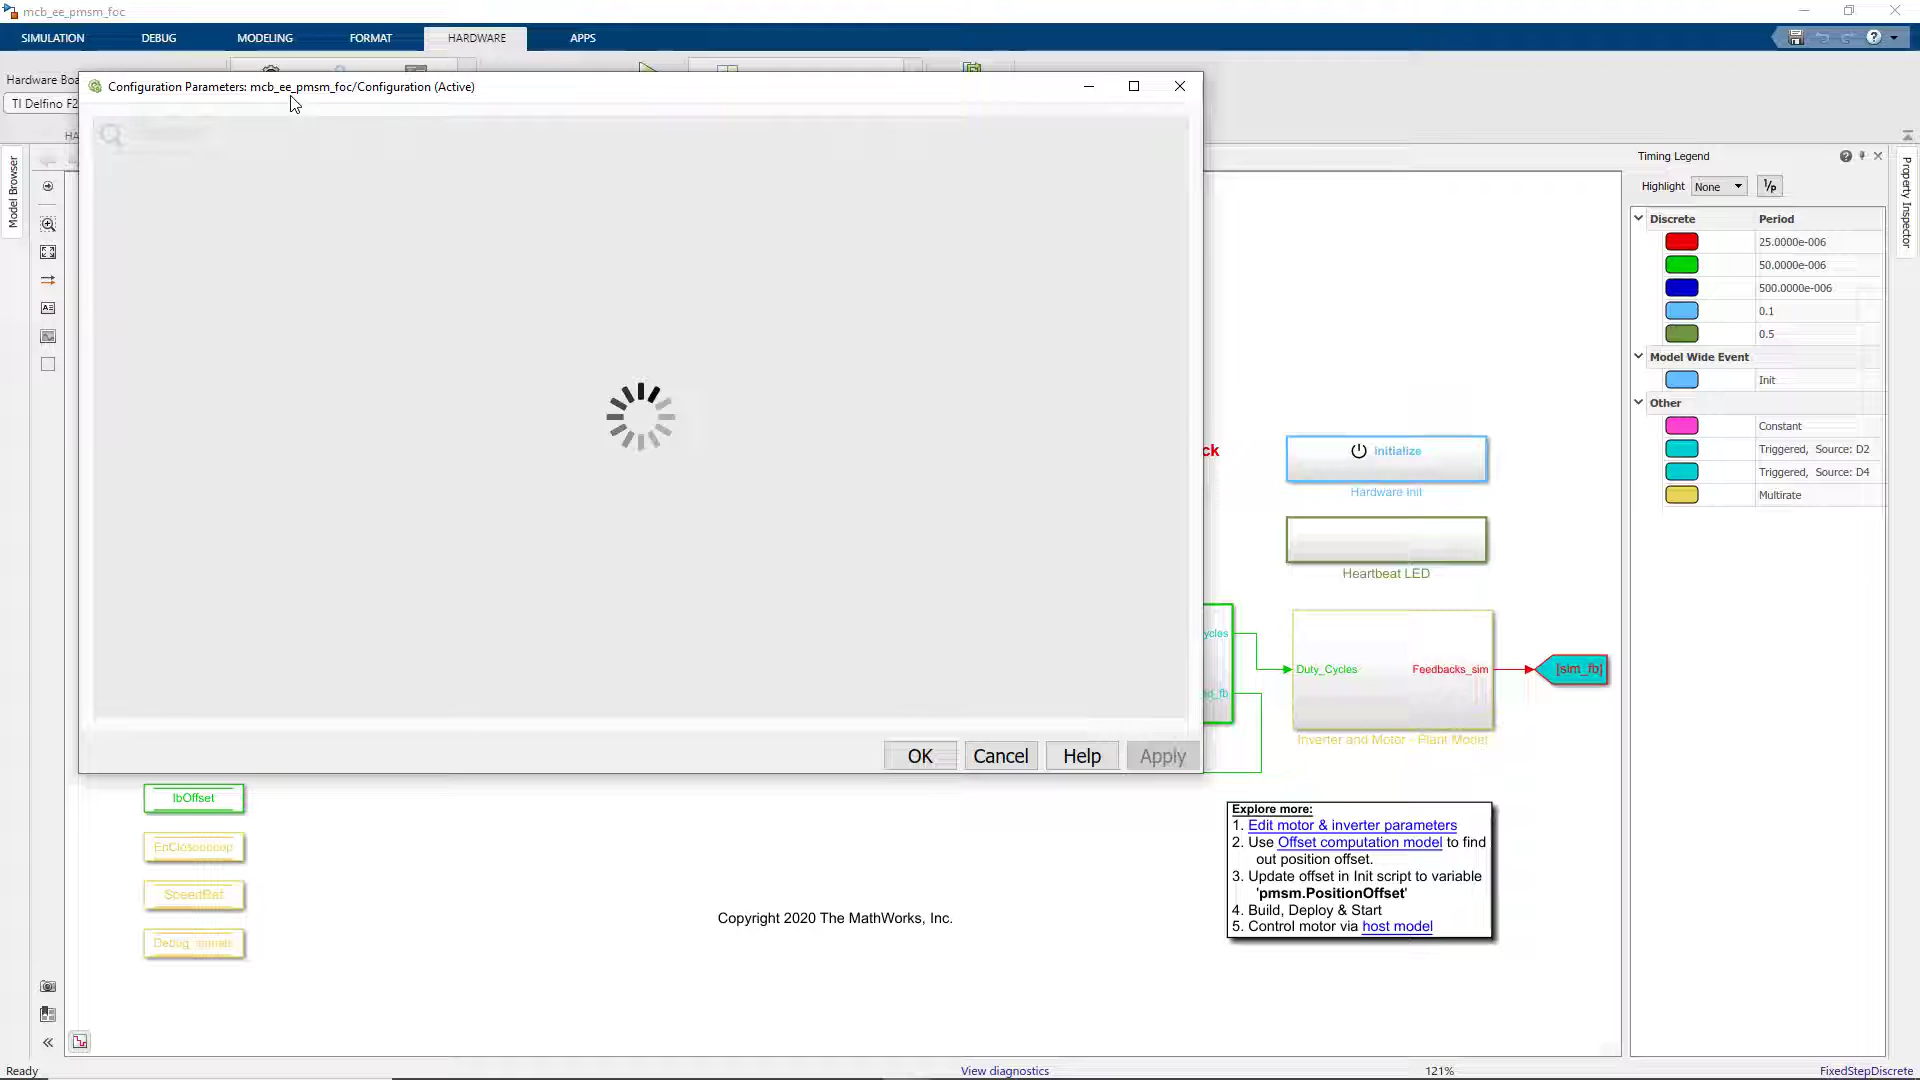 mcb_ee_pmsm_foc
SIMULATION
DEBUG
MODELING
FORMAT
HARDWARE
APPS
Hardware Boa
TI Delfino F2
HA
Configuration Parameters: mcb_ee_pmsm_foc/Configuration (Active)
OK
Cancel
Help
Apply
Model Browser
Property Inspector
Timing Legend
Highlight
None
1/P
Discrete
Period
25.0000e-006
50.0000e-006
500.0000e-006
0.1
0.5
Model Wide Event
Init
Other
Constant
Triggered, Source: D2
Triggered, Source: D4
Multirate
ck
Initialize
Hardware Init
Heartbeat LED
ycles
Duty_Cycles
Feedbacks_sim
[sim_fb]
ed_fb
Inverter and Motor - Plant Model
IbOffset
SpeedRef
Copyright 2020 The MathWorks, Inc.
Explore more:
1. Edit motor & inverter parameters
2. Use Offset computation model to find
out position offset.
3. Update offset in Init script to variable
'pmsm.PositionOffset'
4. Build, Deploy & Start
5. Control motor via host model
Ready
View diagnostics
121%
FixedStepDiscrete